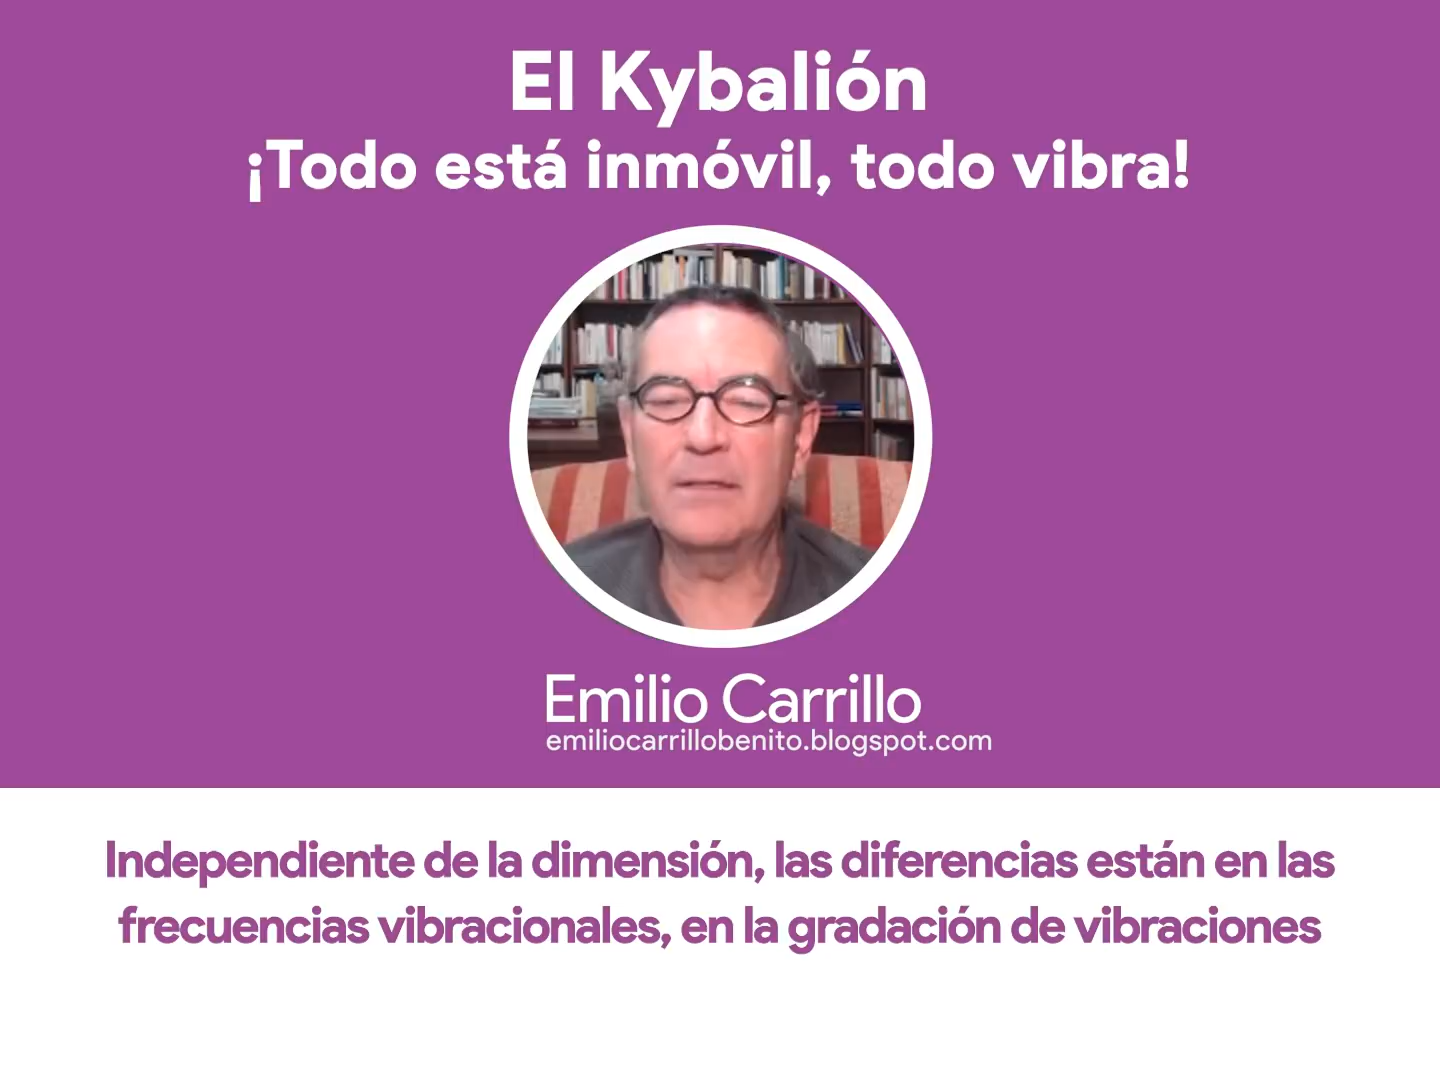 El Kybalión
¡Todo está inmóvil, todo vibra!
Emilio Carrillo
emiliocarrillobenito.blogspot.com
Independiente de la dimensión, las diferencias están en las
frecuencias vibracionales, en la gradación de vibraciones